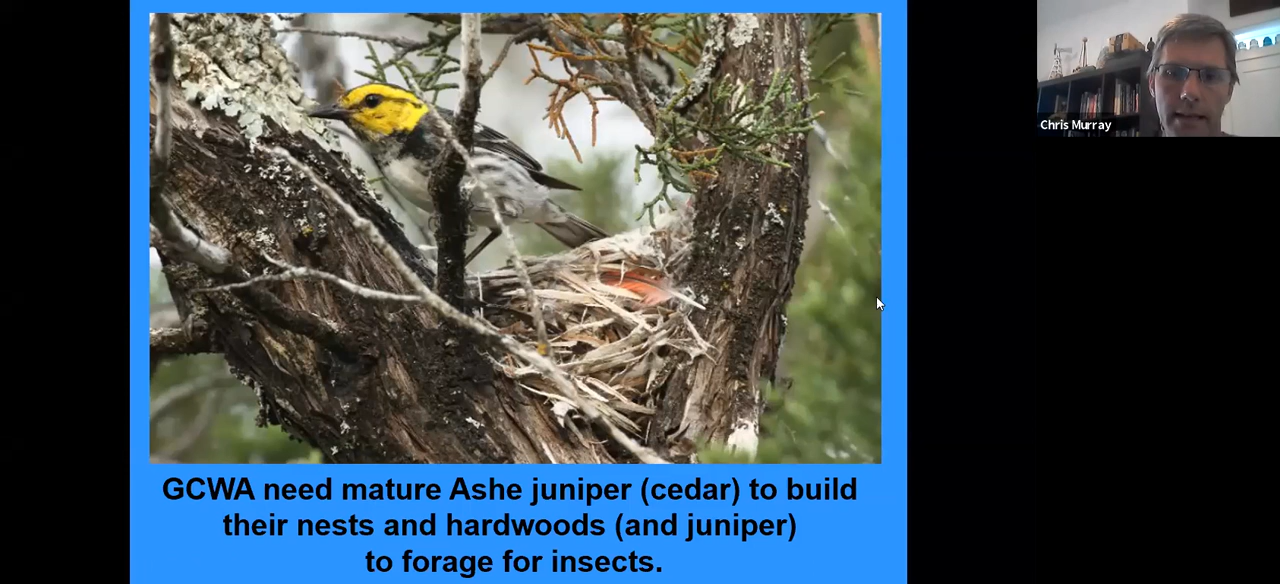 Chris Murray
GCWA need mature Ashe juniper (cedar) to build
their nests and hardwoods (and juniper)
to forage for insects.